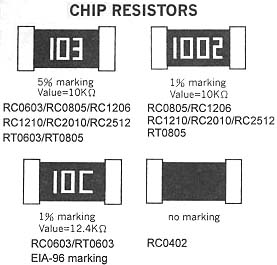 CHIP RESISTORS
103
5% marking
Value=10KΩ
RC0603/RC0805/RC1206
RC1210/RC2010/RC2512
RT0603/RT0805
1002
1% marking
Value=10KΩ
RC0805/RC1206
RC1210/RC2010/RC2512
RT0805
10C
1% marking
Value=12.4KΩ
RC0603/RT0603
EIA-96 marking
no marking
RC0402